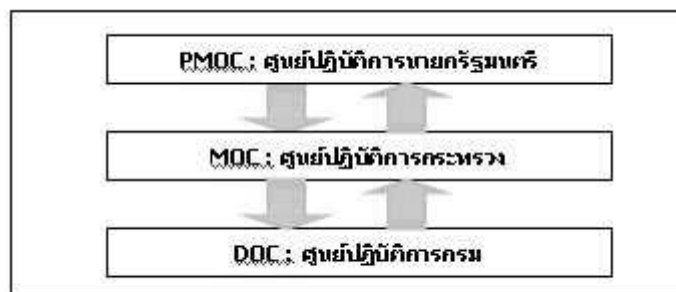 PMOC : ศูนย์ปฏิบัติการนายกรัฐมนตรี
MOC : ศูนย์ปฏิบัติการกระทรวง
DOC : ศูนย์ปฏิบัติการกรม